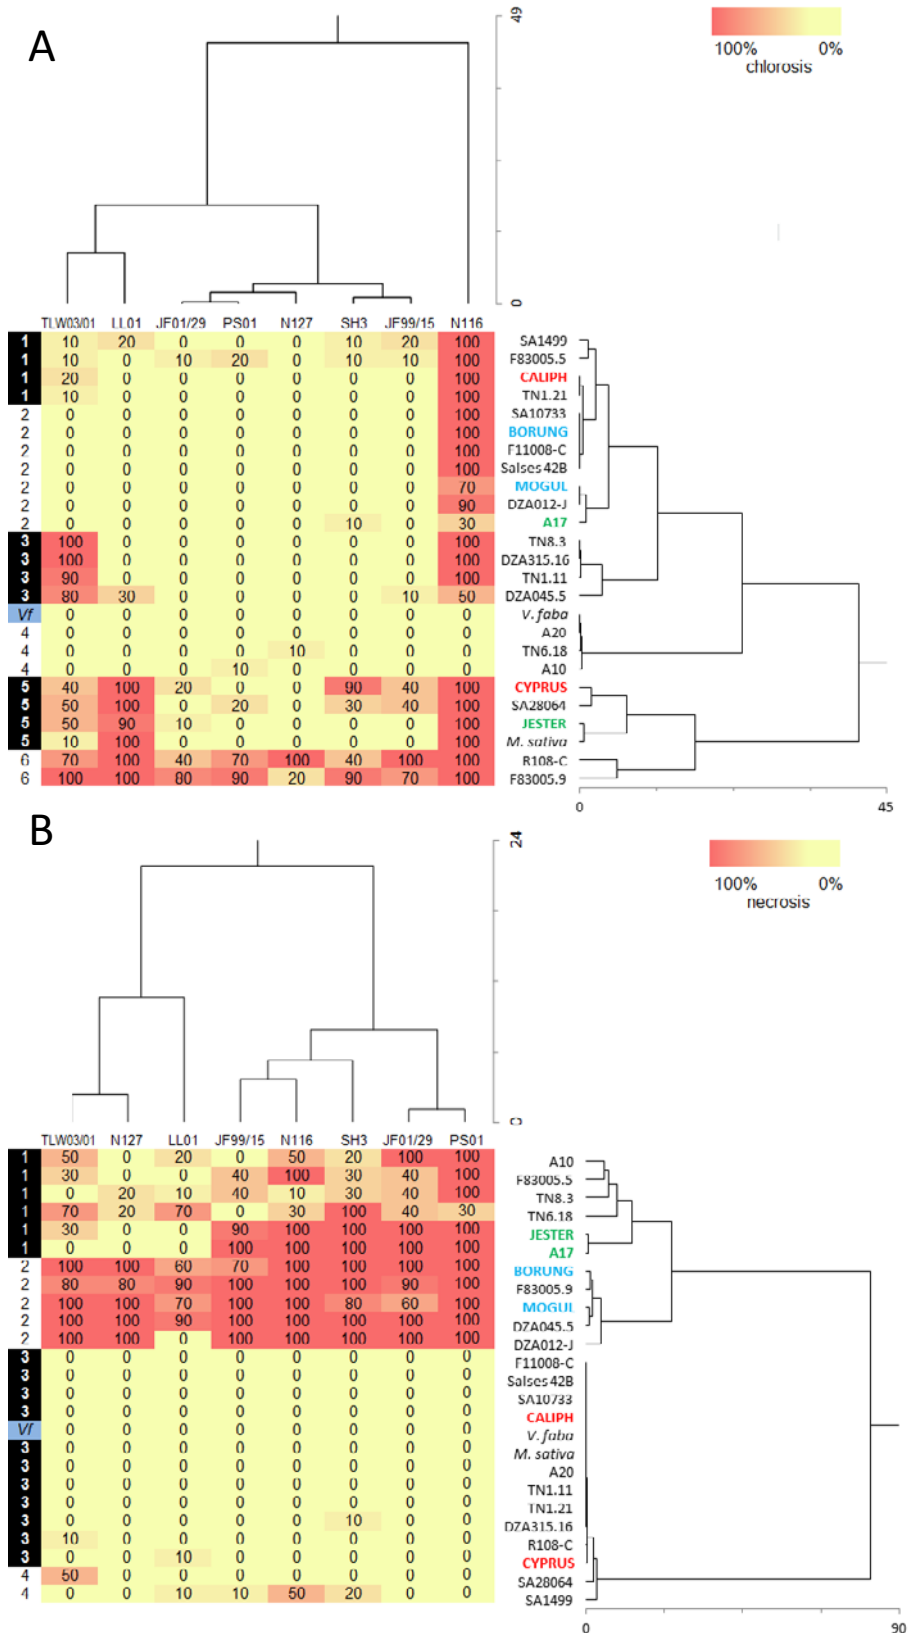 A
49
0
100% 0%
chlorosis
TLW03/01 LL01 JF01/29 PS01 N127 SH3 JF99/15 N116
1 10 20 0 0 0 10 20 100 SA1499
1 10 0 10 20 0 10 10 100 F83005.5
1 20 0 0 0 0 0 0 100 CALIPH
1 10 0 0 0 0 0 0 100 TN1.21
2 0 0 0 0 0 0 0 100 SA10733
2 0 0 0 0 0 0 0 100 BORUNG
2 0 0 0 0 0 0 0 100 F11008-C
2 0 0 0 0 0 0 0 100 Salses 42B
2 0 0 0 0 0 0 0 70 MOGUL
2 0 0 0 0 0 0 0 90 DZA012-J
2 0 0 0 0 0 10 0 30 A17
3 100 0 0 0 0 0 0 100 TN8.3
3 100 0 0 0 0 0 0 100 DZA315.16
3 90 0 0 0 0 0 0 100 TN1.11
3 80 30 0 0 0 0 10 50 DZA045.5
Vf 0 0 0 0 0 0 0 0 V. faba
4 0 0 0 0 0 0 0 0 A20
4 0 0 0 0 10 0 0 0 TN6.18
4 0 0 0 10 0 0 0 0 A10
5 40 100 20 0 0 90 40 100 CYPRUS
5 50 100 0 20 0 30 40 100 SA28064
5 50 90 10 0 0 0 0 100 JESTER
5 10 100 0 0 0 0 0 100 M. sativa
6 70 100 40 70 100 40 100 100 R108-C
6 100 100 80 90 20 90 70 100 F83005.9
0 45
B
24
0
100% 0%
necrosis
TLW03/01 N127 LL01 JF99/15 N116 SH3 JF01/29 PS01
1 50 0 20 0 50 20 100 100 A10
1 30 0 0 40 100 30 40 100 F83005.5
1 0 20 10 40 10 30 40 100 TN8.3
1 70 20 70 0 30 100 40 30 TN6.18
1 30 0 0 90 100 100 100 100 JESTER
1 0 0 0 100 100 100 100 100 A17
2 100 100 60 70 100 100 100 100 BORUNG
2 80 80 90 100 100 100 90 100 F83005.9
2 100 100 70 100 100 80 60 100 MOGUL
2 100 100 90 100 100 100 100 100 DZA045.5
2 100 100 0 100 100 100 100 100 DZA012-J
3 0 0 0 0 0 0 0 0 F11008-C
3 0 0 0 0 0 0 0 0 Salses 42B
3 0 0 0 0 0 0 0 0 SA10733
3 0 0 0 0 0 0 0 0 CALIPH
Vf 0 0 0 0 0 0 0 0 V. faba
3 0 0 0 0 0 0 0 0 M. sativa
3 0 0 0 0 0 0 0 0 A20
3 0 0 0 0 0 0 0 0 TN1.11
3 0 0 0 0 0 0 0 0 TN1.21
3 0 0 0 0 0 10 0 0 DZA315.16
3 10 0 0 0 0 0 0 0 R108-C
3 0 0 10 0 0 0 0 0 CYPRUS
4 50 0 0 0 0 0 0 0 SA28064
4 0 0 10 10 50 20 0 0 SA1499
0 90